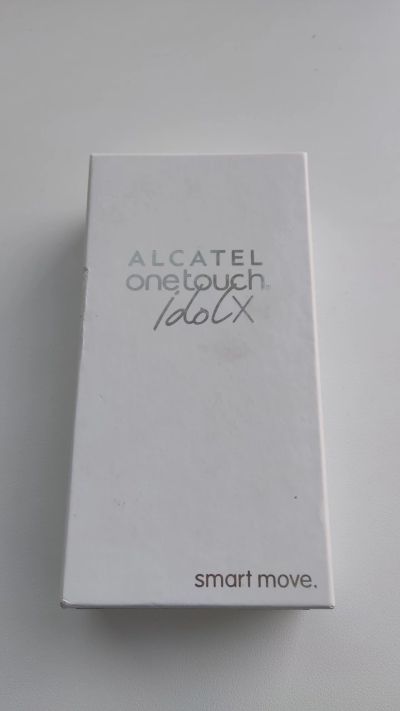 ALCATEL
onetouch.
idol X
smart move.